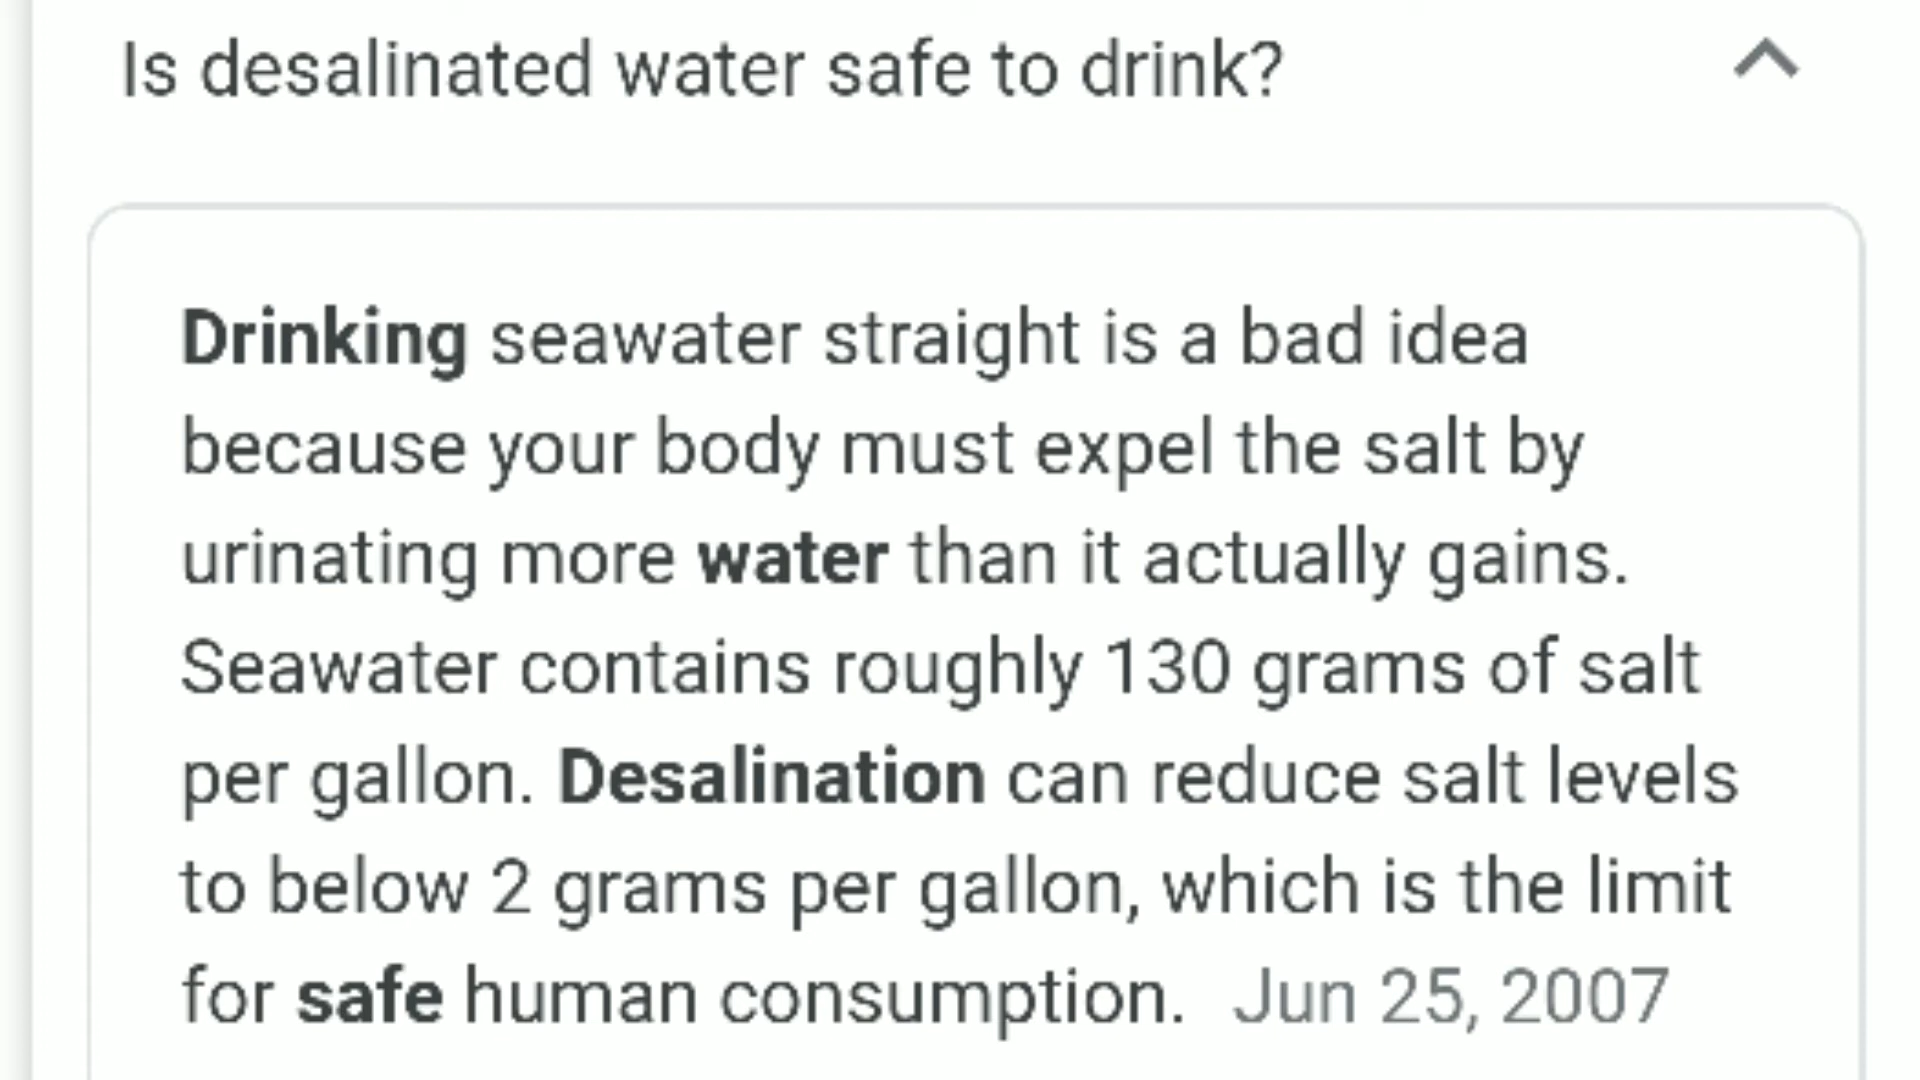 Is desalinated water safe to drink?
Drinking seawater straight is a bad idea
because your body must expel the salt by
urinating more water than it actually gains.
Seawater contains roughly 130 grams of salt
per gallon. Desalination can reduce salt levels
to below 2 grams per gallon, which is the limit
for safe human consumption. Jun 25, 2007